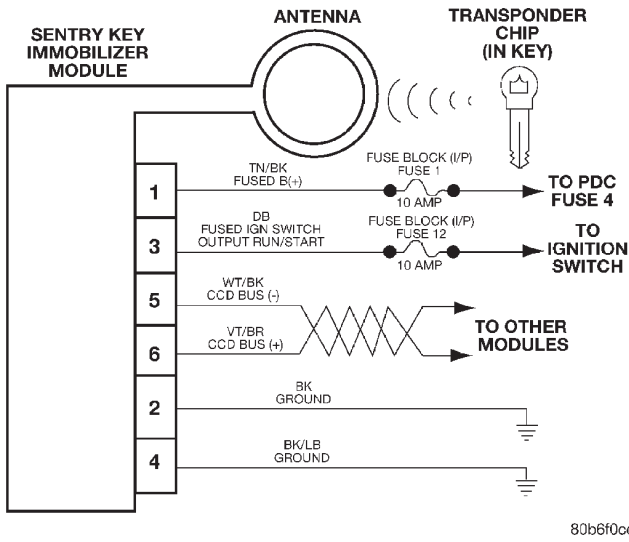 SENTRY KEY
IMMOBILIZER
MODULE
ANTENNA
TRANSPONDER
CHIP
(IN KEY)
1
TN/BK
FUSED B(+)
FUSE BLOCK (I/P)
FUSE 1
10 AMP
TO PDC
FUSE 4
3
DB
FUSED IGN SWITCH
OUTPUT RUN/START
FUSE BLOCK (I/P)
FUSE 12
10 AMP
TO
IGNITION
SWITCH
5
WT/BK
CCD BUS (-)
6
VT/BR
CCD BUS (+)
TO OTHER
MODULES
2
BK
GROUND
4
BK/LB
GROUND